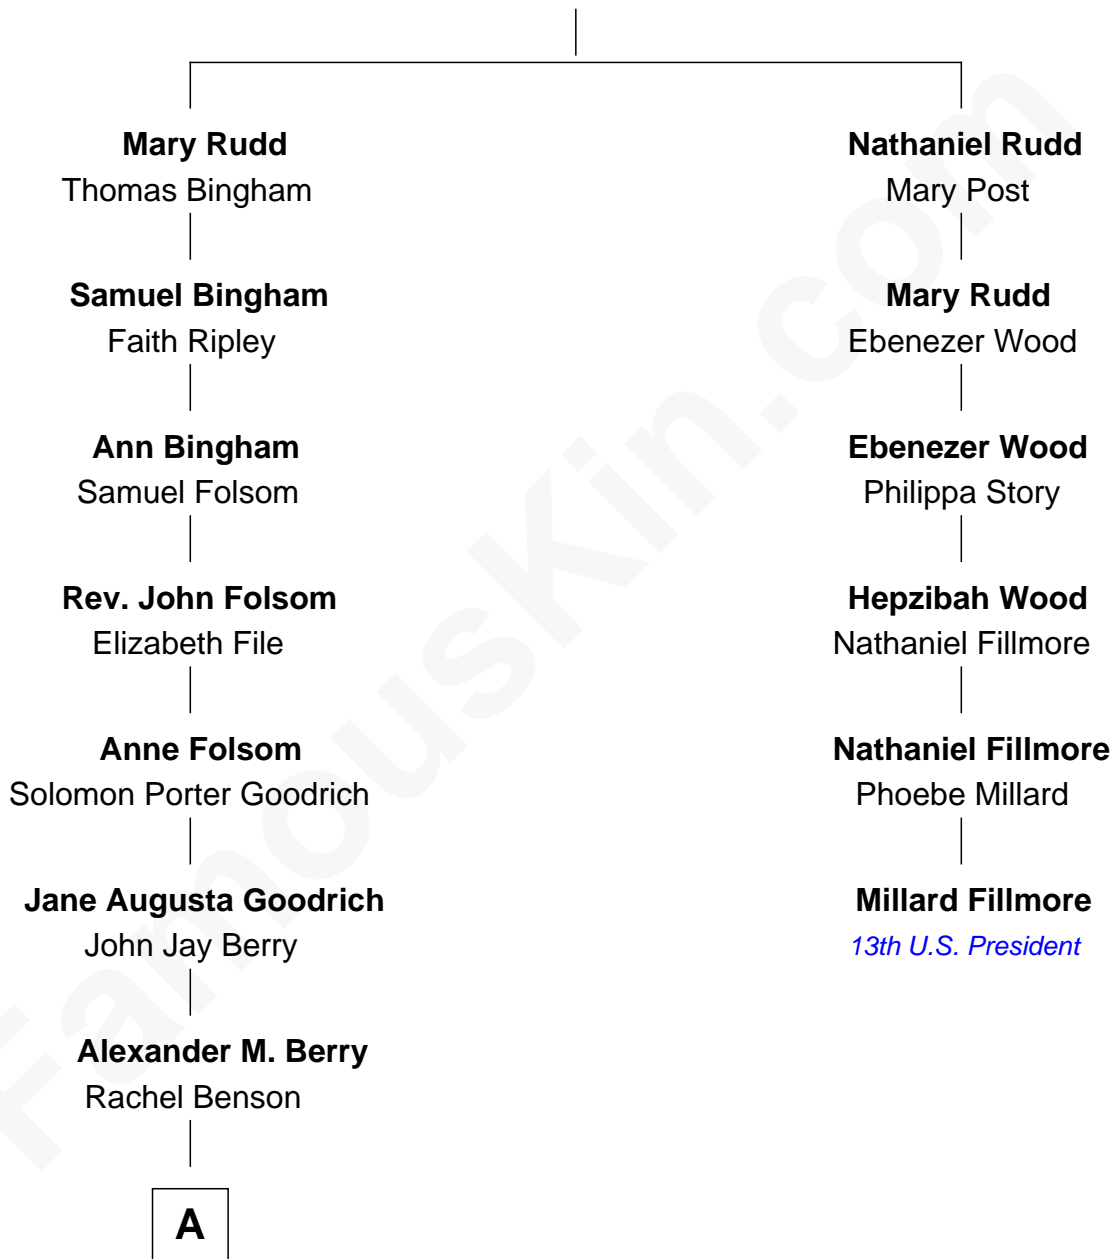 Mary Rudd
Thomas Bingham
Samuel Bingham
Faith Ripley
Ann Bingham
Samuel Folsom
Rev. John Folsom
Elizabeth File
Anne Folsom
Solomon Porter Goodrich
Jane Augusta Goodrich
John Jay Berry
Alexander M. Berry
Rachel Benson
A
Nathaniel Rudd
Mary Post
Mary Rudd
Ebenezer Wood
Ebenezer Wood
Philippa Story
Hepzibah Wood
Nathaniel Fillmore
Nathaniel Fillmore
Phoebe Millard
Millard Fillmore
13th U.S. President
FamousKin.com